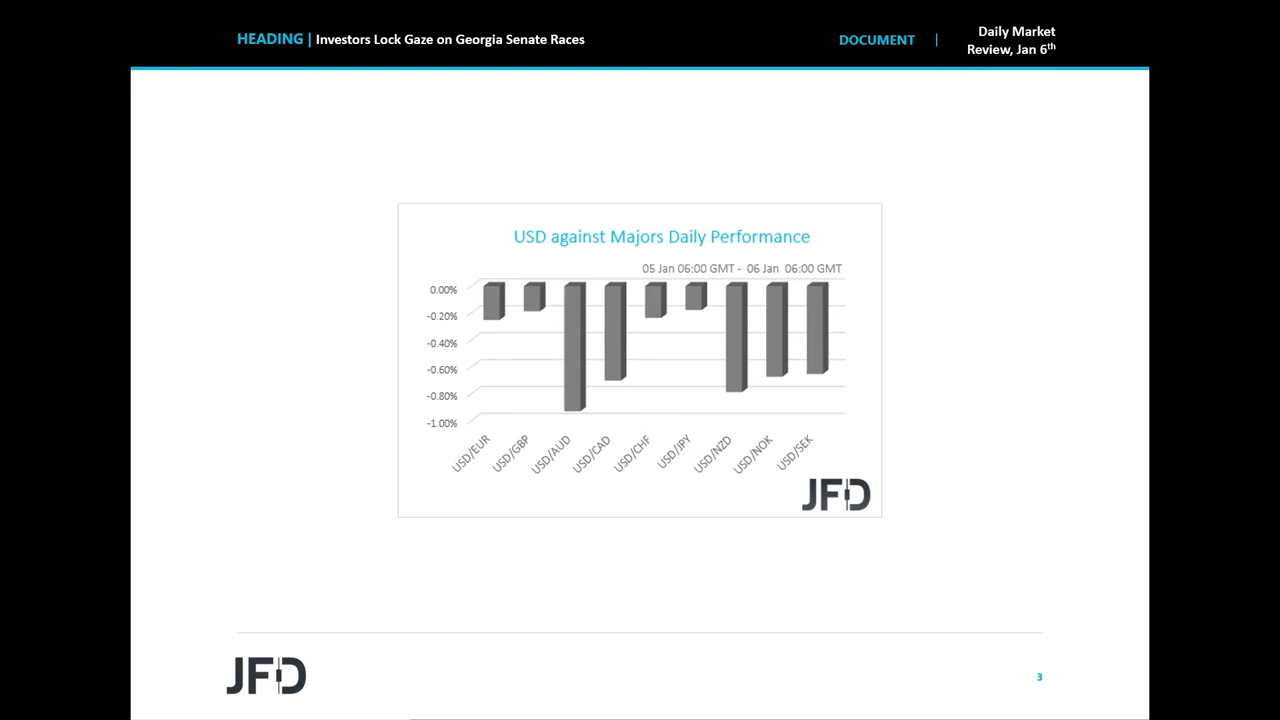 HEADING | Investors Lock Gaze on Georgia Senate Races
DOCUMENT |
Daily Market
Review, Jan 6th
USD against Majors Daily Performance
05 Jan 06:00 GMT - 06 Jan 06:00 GMT
0.00%
-0.20%
-0.40%
-0.60%
-0.80%
-1.00%
USD/EUR
USD/GBP
USD/AUD
USD/CAD
USD/CHF
USD/JPY
USD/NZD
USD/NOK
USD/SEK
JFD
JFD
3